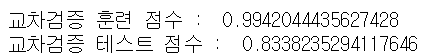 교차검증 훈련 점수 :  0.9942044435627428
교차검증 테스트 점수 :  0.8338235294117646